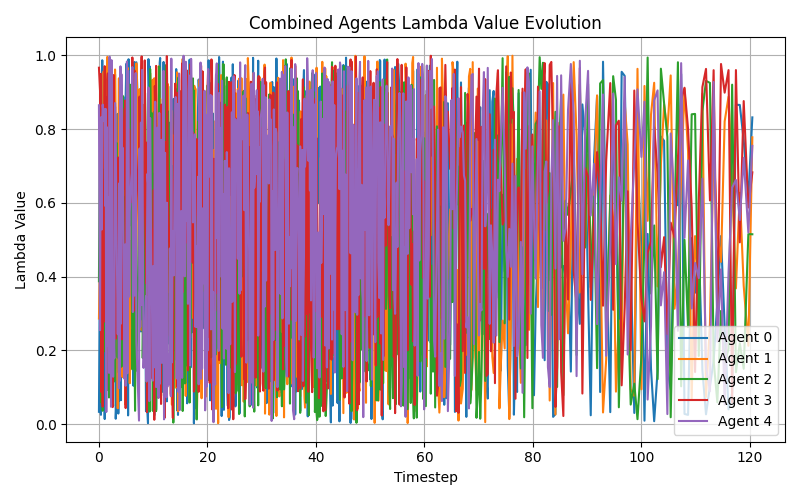 Combined Agents Lambda Value Evolution
Lambda Value
1.0
0.8
0.6
0.4
0.2
0.0
0
20
40
60
80
100
120
Timestep
Agent 0
Agent 1
Agent 2
Agent 3
Agent 4